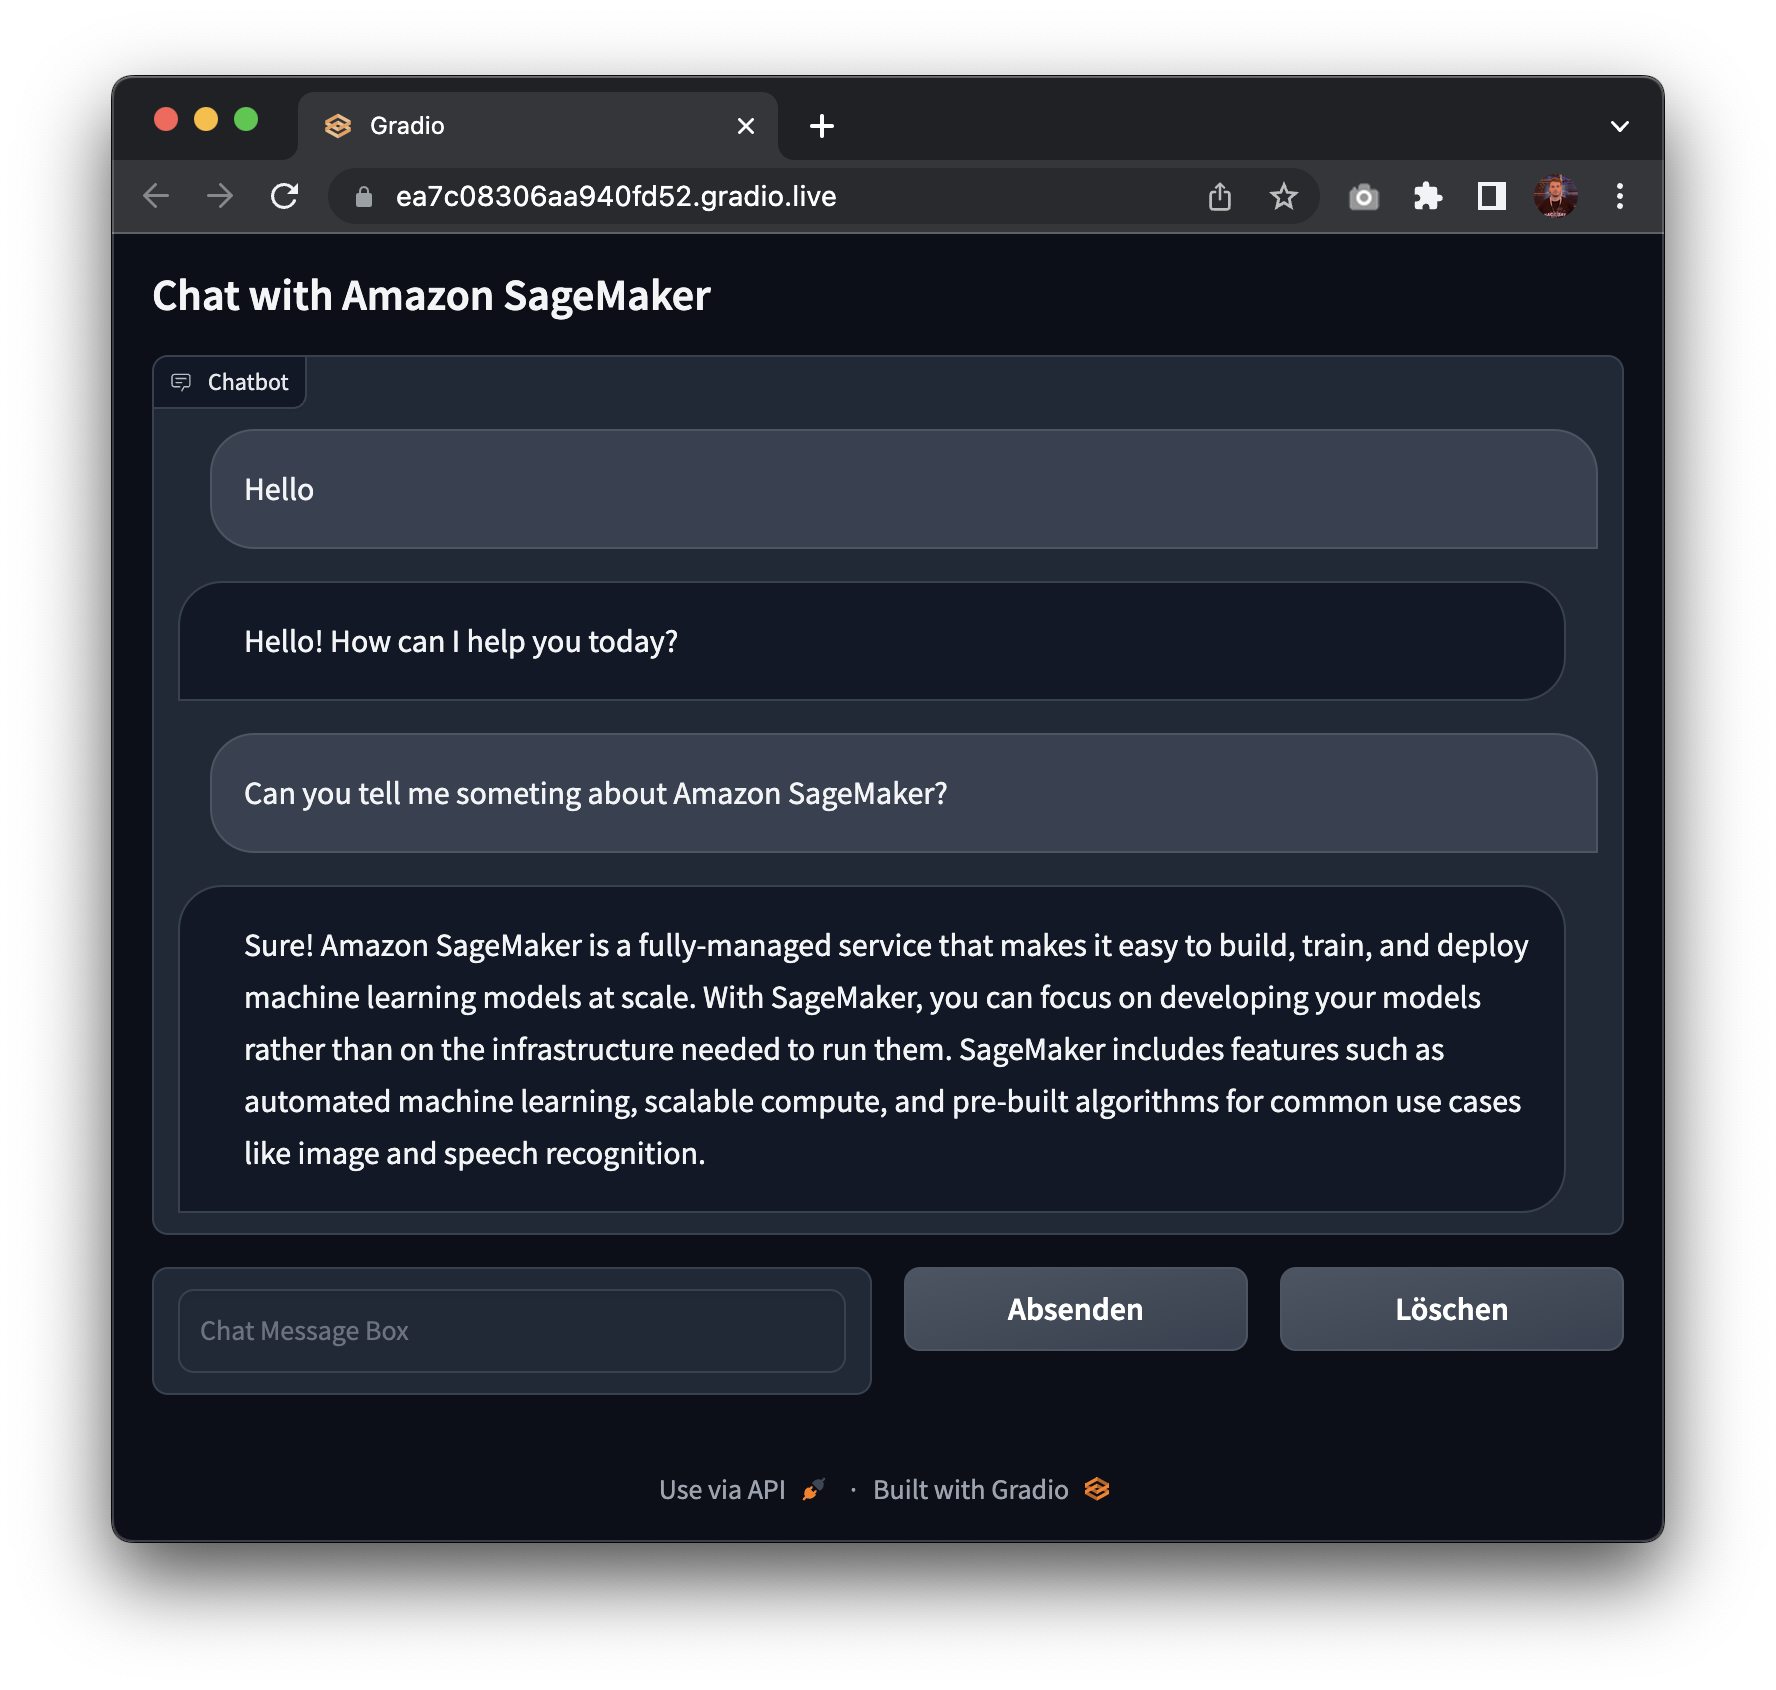 Gradio
ea7c08306aa940fd52.gradio.live
Chat with Amazon SageMaker
Chatbot
Hello
Hello! How can I help you today?
Can you tell me someting about Amazon SageMaker?
Sure! Amazon SageMaker is a fully-managed service that makes it easy to build, train, and deploy
machine learning models at scale. With SageMaker, you can focus on developing your models
rather than on the infrastructure needed to run them. SageMaker includes features such as
automated machine learning, scalable compute, and pre-built algorithms for common use cases
like image and speech recognition.
Chat Message Box
Absenden
Löschen
Use via API · Built with Gradio